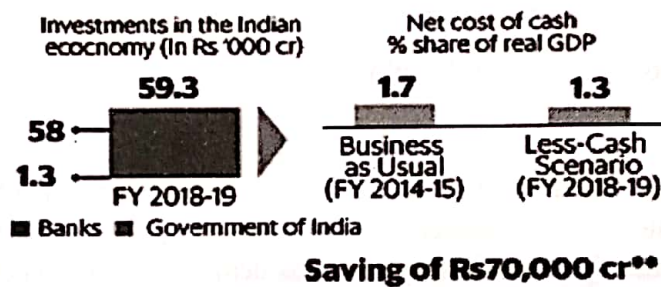 Investments in the Indian
ecocnomy (In Rs '000 cr)
59.3
58
1.3
FY 2018-19
■ Banks ■ Government of India
Net cost of cash
% share of real GDP
1.7
1.3
Business
as Usual
(FY 2014-15)
Less-Cash
Scenario
(FY 2018-19)
Saving of Rs70,000 cr**